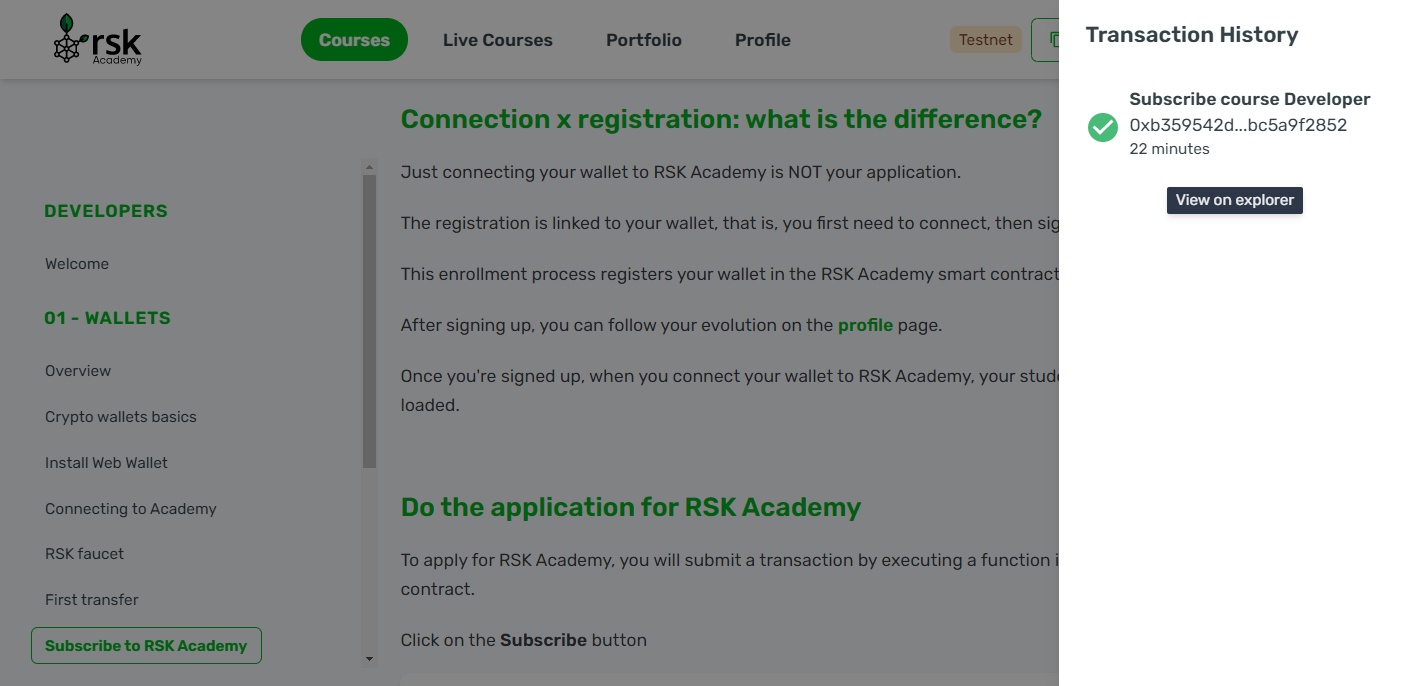 rsk
Academy
Courses
Live Courses
Portfolio
Profile
Testnet
DEVELOPERS
Welcome
01 - WALLETS
Overview
Crypto wallets basics
Install Web Wallet
Connecting to Academy
RSK faucet
First transfer
Subscribe to RSK Academy
Connection x registration: what is the difference?
Just connecting your wallet to RSK Academy is NOT your application.
The registration is linked to your wallet, that is, you first need to connect, then
This enrollment process registers your wallet in the RSK Academy smart contract
After signing up, you can follow your evolution on the profile page.
Once you're signed up, when you connect your wallet to RSK Academy, your
loaded.
Do the application for RSK Academy
To apply for RSK Academy, you will submit a transaction by executing a function
contract.
Click on the Subscribe button
Transaction History
Subscribe course Developer
0xb359542d...bc5a9f2852
22 minutes
View on explorer